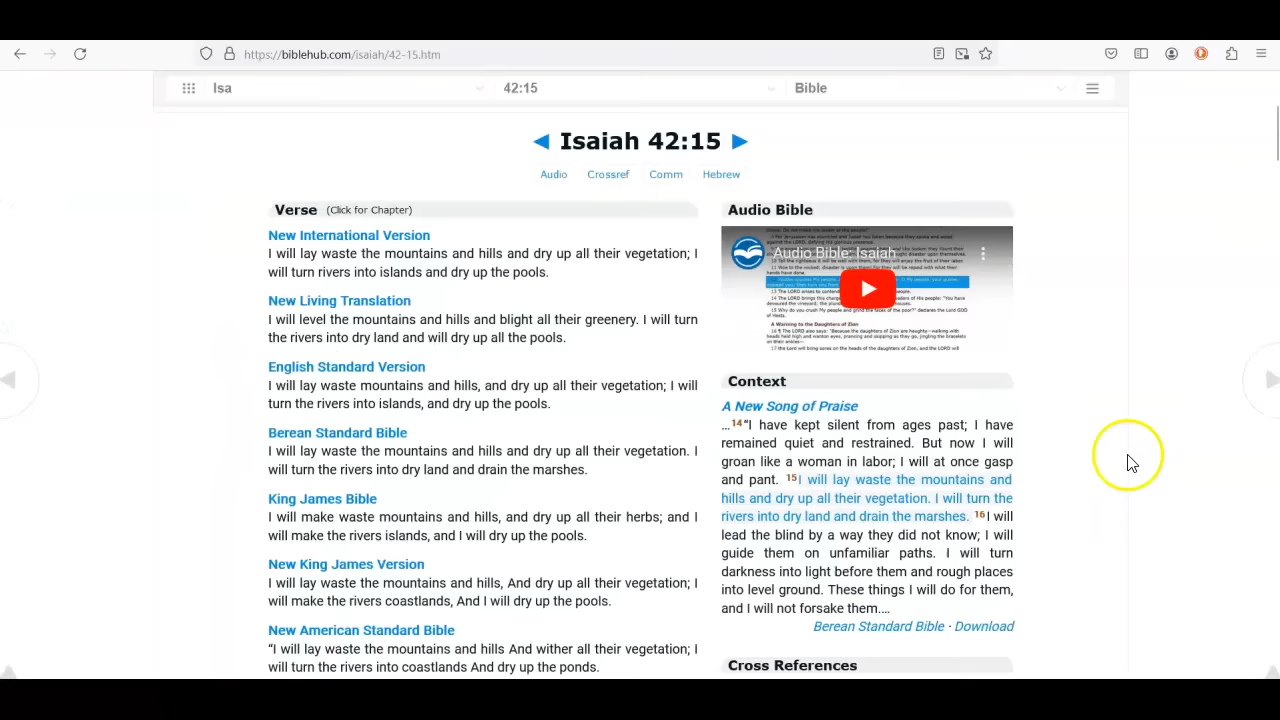 https://biblehub.com/isaiah/42-15.htm
Isa 42:15 Bible
Isaiah 42:15
Audio Crossref Comm Hebrew
Verse (Click for Chapter)
New International Version
I will lay waste the mountains and hills and dry up all their vegetation; I
will turn rivers into islands and dry up the pools.
New Living Translation
I will level the mountains and hills and blight all their greenery. I will turn
the rivers into dry land and will dry up all the pools.
English Standard Version
I will lay waste mountains and hills, and dry up all their vegetation; I will
turn the rivers into islands, and dry up the pools.
Berean Standard Bible
I will lay waste the mountains and hills and dry up all their vegetation. I
will turn the rivers into dry land and drain the marshes.
King James Bible
I will make waste mountains and hills, and dry up all their herbs; and I
will make the rivers islands, and I will dry up the pools.
New King James Version
I will lay waste the mountains and hills, And dry up all their vegetation; I
will make the rivers coastlands, And I will dry up the pools.
New American Standard Bible
“I will lay waste the mountains and hills And wither all their vegetation; I
will turn the rivers into coastlands And dry up the ponds.
Audio Bible
Audio Bible: Isaiah
A Warning to the Daughters of Zion
Context
A New Song of Praise
…14“I have kept silent from ages past; I have
remained quiet and restrained. But now I will
groan like a woman in labor; I will at once gasp
and pant. 15I will lay waste the mountains and
hills and dry up all their vegetation. I will turn the
rivers into dry land and drain the marshes. 16I will
lead the blind by a way they did not know; I will
guide them on unfamiliar paths. I will turn
darkness into light before them and rough places
into level ground. These things I will do for them,
and I will not forsake them.…
Berean Standard Bible · Download
Cross References